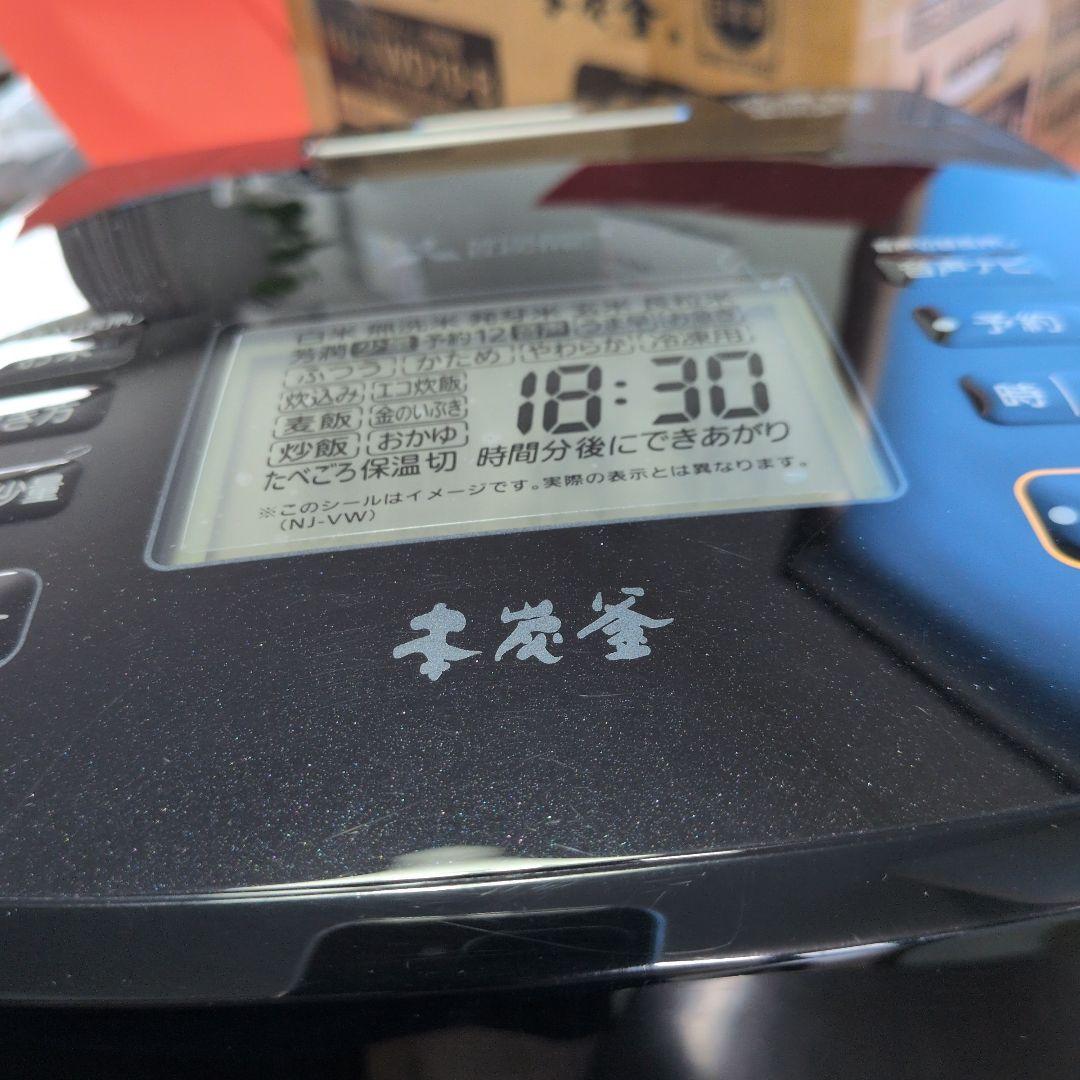 本炭釜
白米 無洗米 発芽米 玄米 長粒米
芳潤 予約12 うま早 お急ぎ
ふつう かため やわらか 冷凍用
炊込み エコ炊飯
麦飯 金のいぶき
炒飯 おかゆ
18:30
たべごろ保温切 時間分後にできあがり
※このシールはイメージです。実際の表示とは異なります。
(NJ-VW)
音声ナビ
予約
時
本炭釜